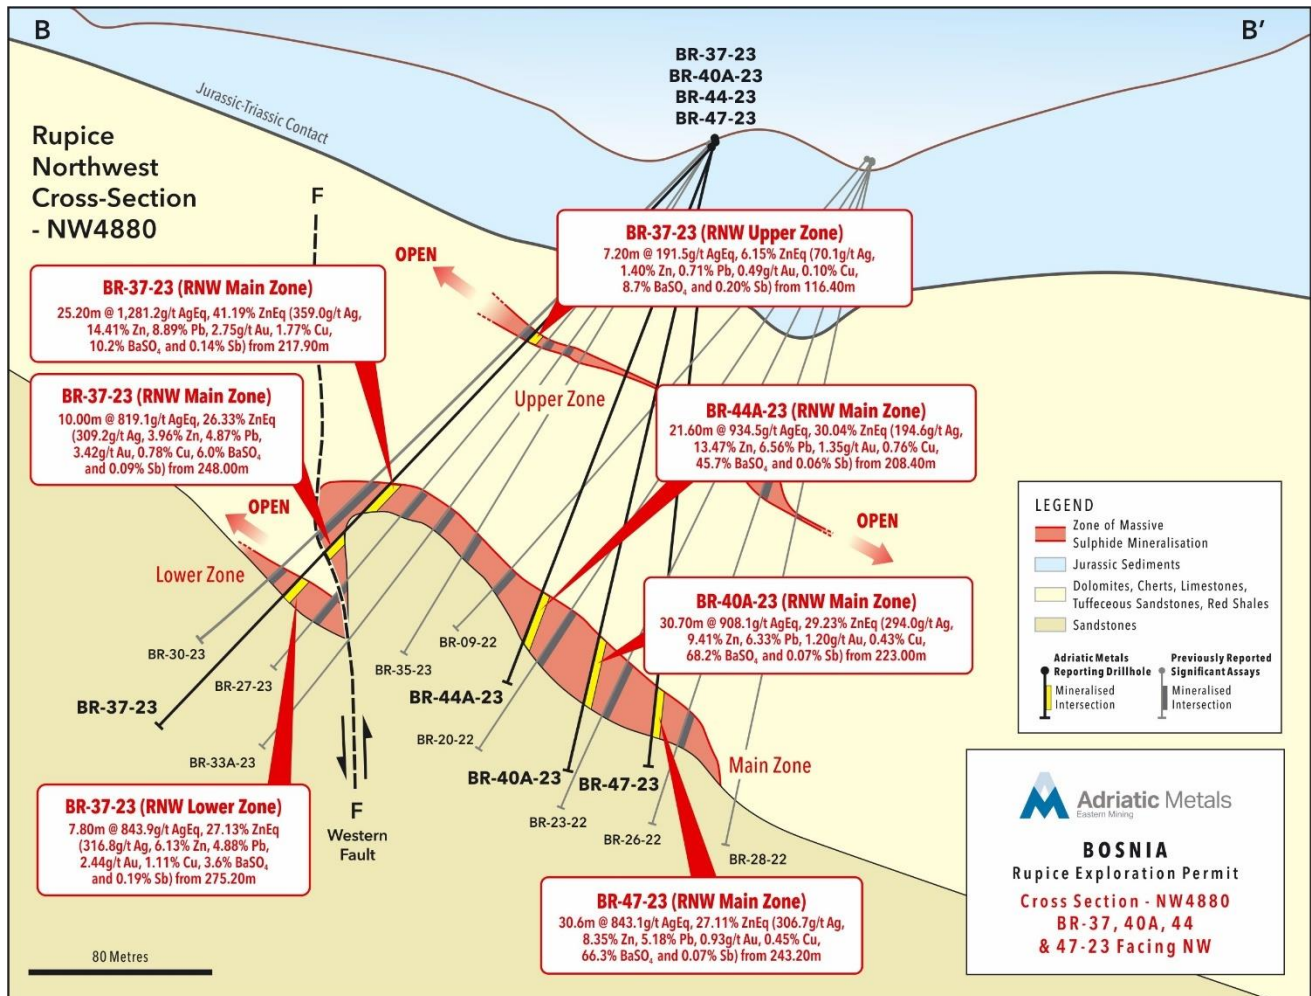 B
B′
BR-37-23
BR-40A-23
BR-44-23
BR-47-23
Jurassic-Triassic Contact
Rupice
Northwest
Cross-Section
- NW4880
F
OPEN
BR-37-23 (RNW Upper Zone)
7.20m @ 191.5g/t AgEq, 6.15% ZnEq (70.1g/t Ag,
1.40% Zn, 0.71% Pb, 0.49g/t Au, 0.10% Cu,
8.7% BaSO₄ and 0.20% Sb) from 116.40m
BR-37-23 (RNW Main Zone)
25.20m @ 1,281.2g/t AgEq, 41.19% ZnEq (359.0g/t Ag,
14.41% Zn, 8.89% Pb, 2.75g/t Au, 1.77% Cu,
10.2% BaSO₄ and 0.14% Sb) from 217.90m
BR-37-23 (RNW Main Zone)
10.00m @ 819.1g/t AgEq, 26.33% ZnEq
(309.2g/t Ag, 3.96% Zn, 4.87% Pb,
3.42g/t Au, 0.78% Cu, 6.0% BaSO₄
and 0.09% Sb) from 248.00m
Upper Zone
BR-44A-23 (RNW Main Zone)
21.60m @ 934.5g/t AgEq, 30.04% ZnEq (194.6g/t Ag,
13.47% Zn, 6.56% Pb, 1.35g/t Au, 0.76% Cu,
45.7% BaSO₄ and 0.06% Sb) from 208.40m
OPEN
OPEN
Lower Zone
BR-40A-23 (RNW Main Zone)
30.70m @ 908.1g/t AgEq, 29.23% ZnEq (294.0g/t Ag,
9.41% Zn, 6.33% Pb, 1.20g/t Au, 0.43% Cu,
68.2% BaSO₄ and 0.07% Sb) from 223.00m
LEGEND
Zone of Massive
Sulphide Mineralisation
Jurassic Sediments
Dolomites, Cherts, Limestones,
Tuffeceous Sandstones, Red Shales
Sandstones
Adriatic Metals
Reporting Drillhole
Mineralised
Intersection
Previously Reported
Significant Assays
Mineralised
Intersection
BR-30-23
BR-27-23
BR-35-23
BR-09-22
BR-37-23
BR-44A-23
BR-33A-23
BR-20-22
BR-40A-23
BR-47-23
Main Zone
BR-23-22
BR-26-22
BR-28-22
F
Western
Fault
BR-37-23 (RNW Lower Zone)
7.80m @ 843.9g/t AgEq, 27.13% ZnEq
(316.8g/t Ag, 6.13% Zn, 4.88% Pb,
2.44g/t Au, 1.11% Cu, 3.6% BaSO₄
and 0.19% Sb) from 275.20m
BR-47-23 (RNW Main Zone)
30.6m @ 843.1g/t AgEq, 27.11% ZnEq (306.7g/t Ag,
8.35% Zn, 5.18% Pb, 0.93g/t Au, 0.45% Cu,
66.3% BaSO₄ and 0.07% Sb) from 243.20m
80 Metres
Adriatic Metals
Eastern Mining
BOSNIA
Rupice Exploration Permit
Cross Section - NW4880
BR-37, 40A, 44
& 47-23 Facing NW